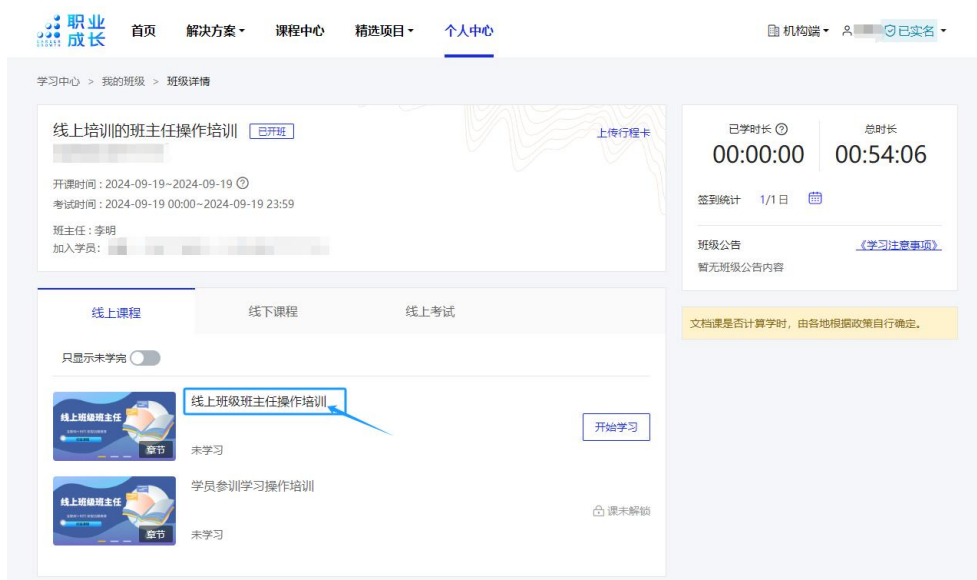 职业
成长
首页 解决方案 课程中心 精选项目 个人中心 机构端 已实名
学习中心 > 我的班级 > 班级详情
线上培训的班主任操作培训 已开班 上传行程卡
开课时间 : 2024-09-19~2024-09-19
考试时间 : 2024-09-19 00:00~2024-09-19 23:59
班主任 : 李明
加入学员:
已学时长 总时长
00:00:00 00:54:06
签到统计 1/1 日
班级公告 《学习注意事项》
暂无班级公告内容
文档课是否计算学时，由各地根据政策自行确定。
线上课程 线下课程 线上考试
只显示未学完
线上班级班主任
章节
线上班级班主任操作培训
未学习
开始学习
线上班级班主任
章节
学员参训学习操作培训
未学习
课未解锁